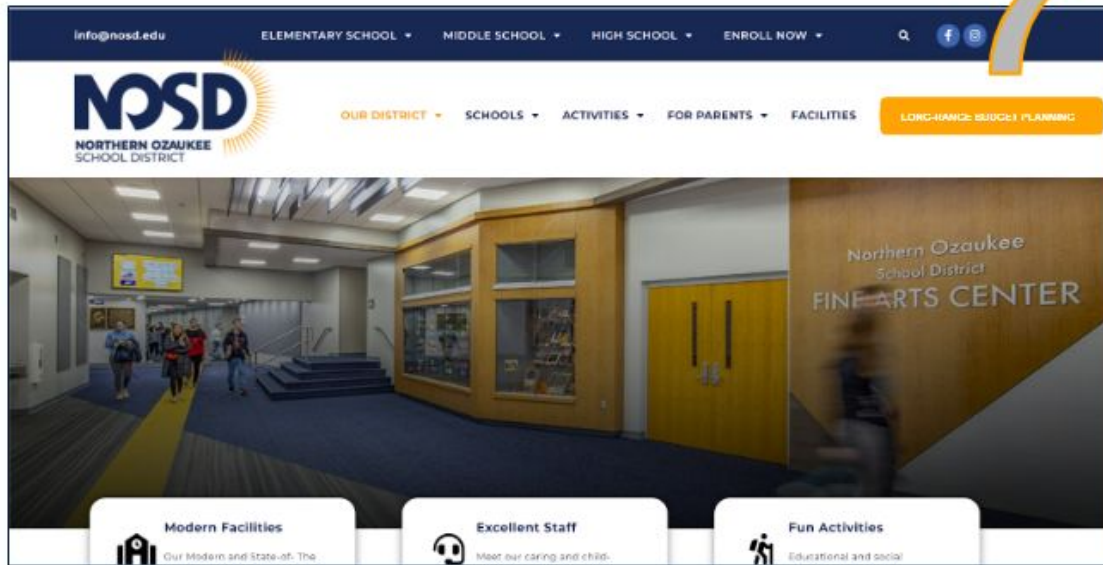 info@nosd.edu ELEMENTARY SCHOOL MIDDLE SCHOOL HIGH SCHOOL ENROLL NOW
NOSD
NORTHERN OZAUKEE
SCHOOL DISTRICT
OUR DISTRICT SCHOOLS ACTIVITIES FOR PARENTS FACILITIES LONG-RANGE BUDGET PLANNING
Northern Ozaukee
School District
FINE ARTS CENTER
Modern Facilities
Our Modern and State-of- The
Excellent Staff
Meet our caring and child-
Fun Activities
Educational and social